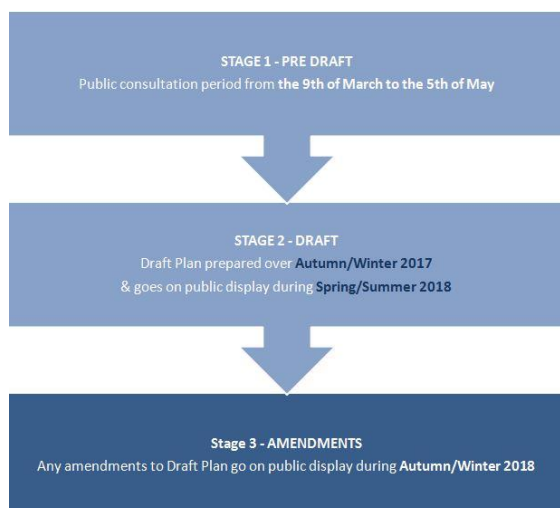 STAGE 1 - PRE DRAFT
Public consultation period from the 9th of March to the 5th of May
STAGE 2 - DRAFT
Draft Plan prepared over Autumn/Winter 2017
& goes on public display during Spring/Summer 2018
Stage 3 - AMENDMENTS
Any amendments to Draft Plan go on public display during Autumn/Winter 2018